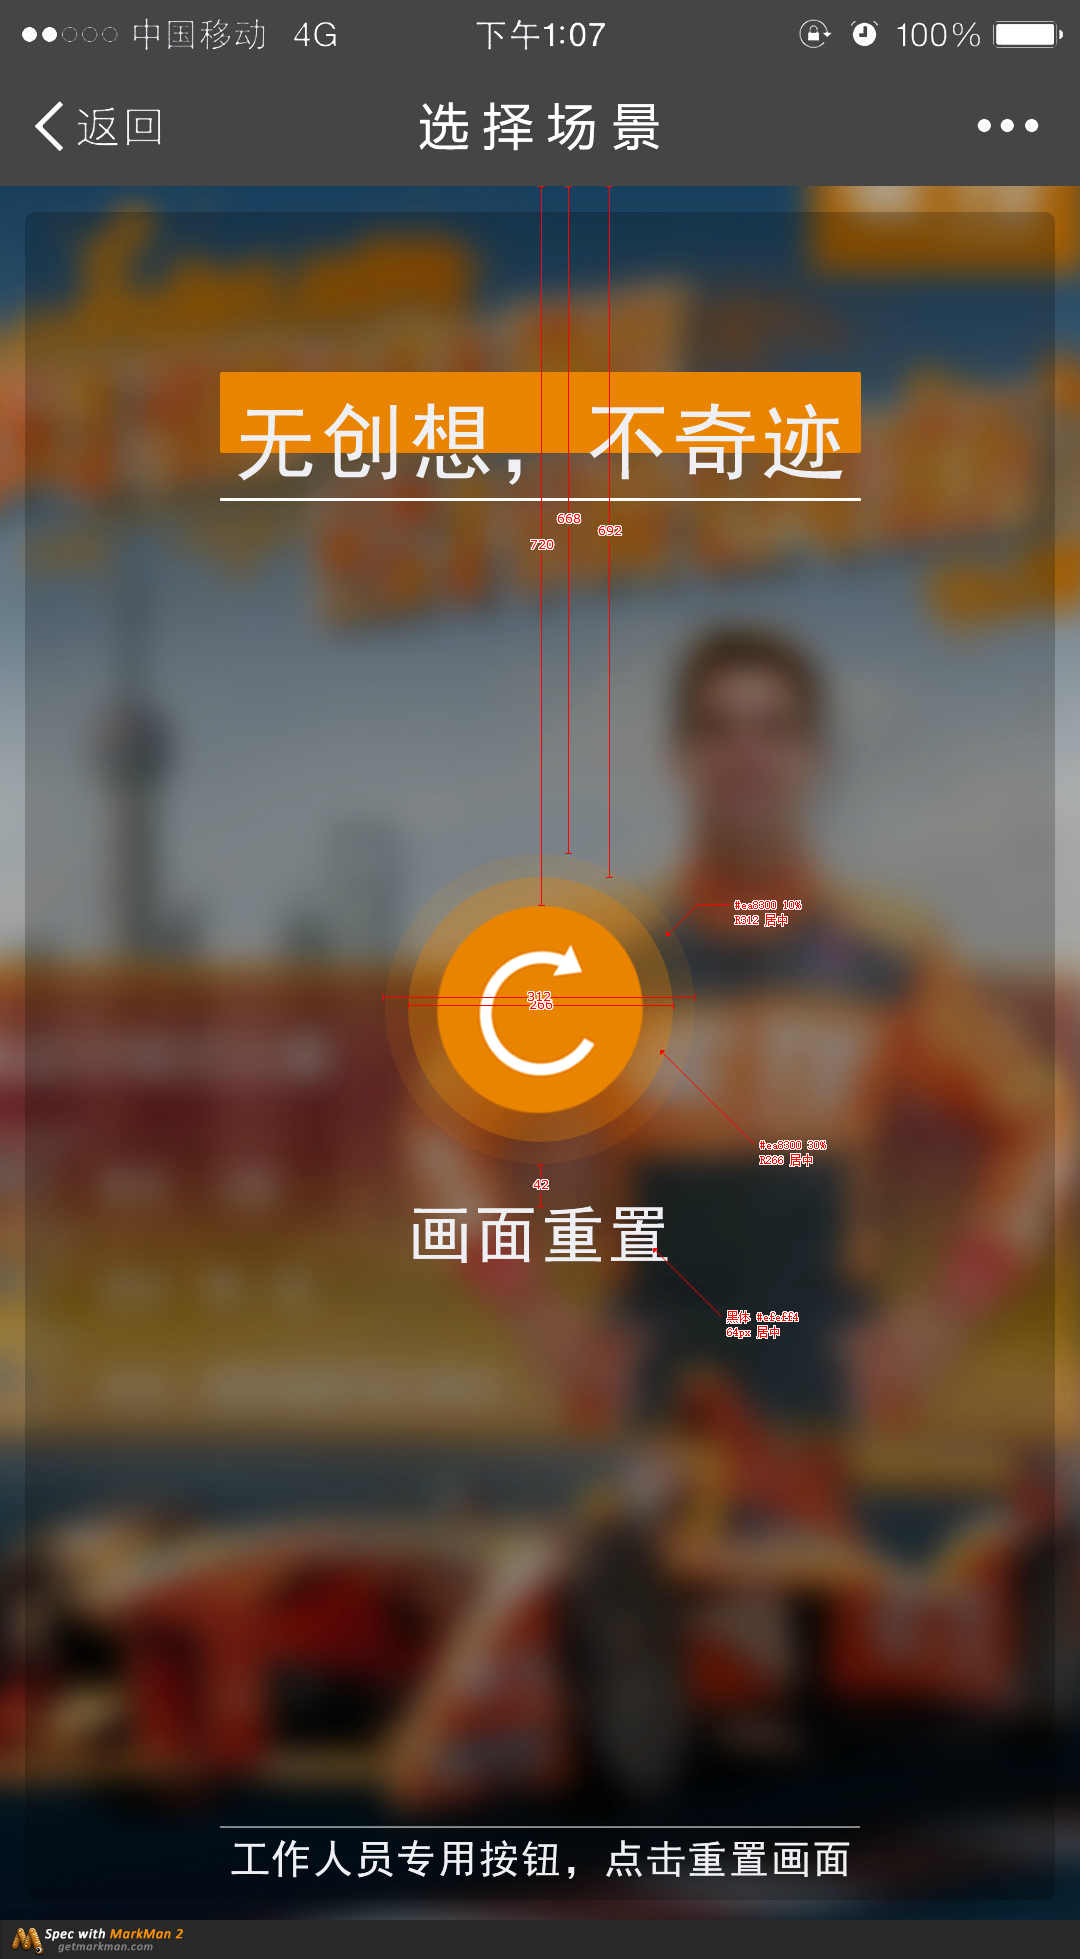 中国移动 4G 下午1:07 100%
返回 选择场景
无创想，不奇迹
668
692
720
#ea8300 10%
R312 居中
312
266
#ea8300 30%
R266 居中
42
画面重置
黑体 #efeff4
64px 居中
工作人员专用按钮，点击重置画面
Spec with MarkMan 2
getmarkman.com